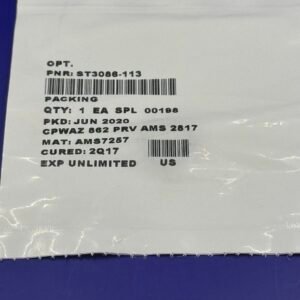 OPT.
PNR: ST3086-113
PACKING
QTY: 1 EA SPL 00198
PKD: JUN 2020
CPWAZ 862 PRV AMS 2817
MAT: AMS7257
CURED: 2Q17
EXP UNLIMITED US